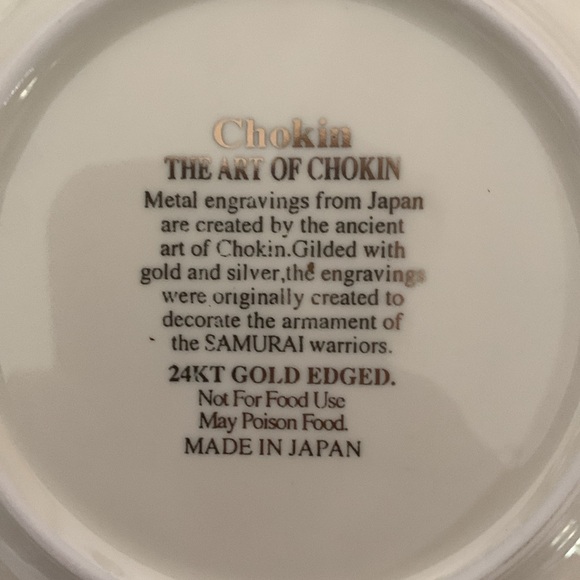 Chokin
THE ART OF CHOKIN
Metal engravings from Japan
are created by the ancient
art of Chokin.Gilded with
gold and silver,the engravings
were originally created to
decorate the armament of
the SAMURAI warriors.
24KT GOLD EDGED.
Not For Food Use
May Poison Food.
MADE IN JAPAN